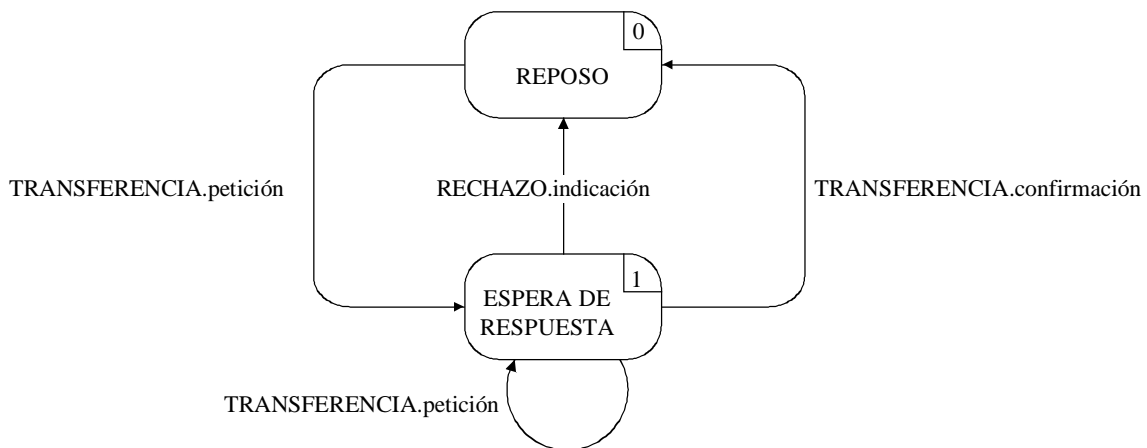 0
REPOSO
TRANSFERENCIA.petición
RECHAZO.indicación
TRANSFERENCIA.confirmación
1
ESPERA DE
RESPUESTA
TRANSFERENCIA.petición